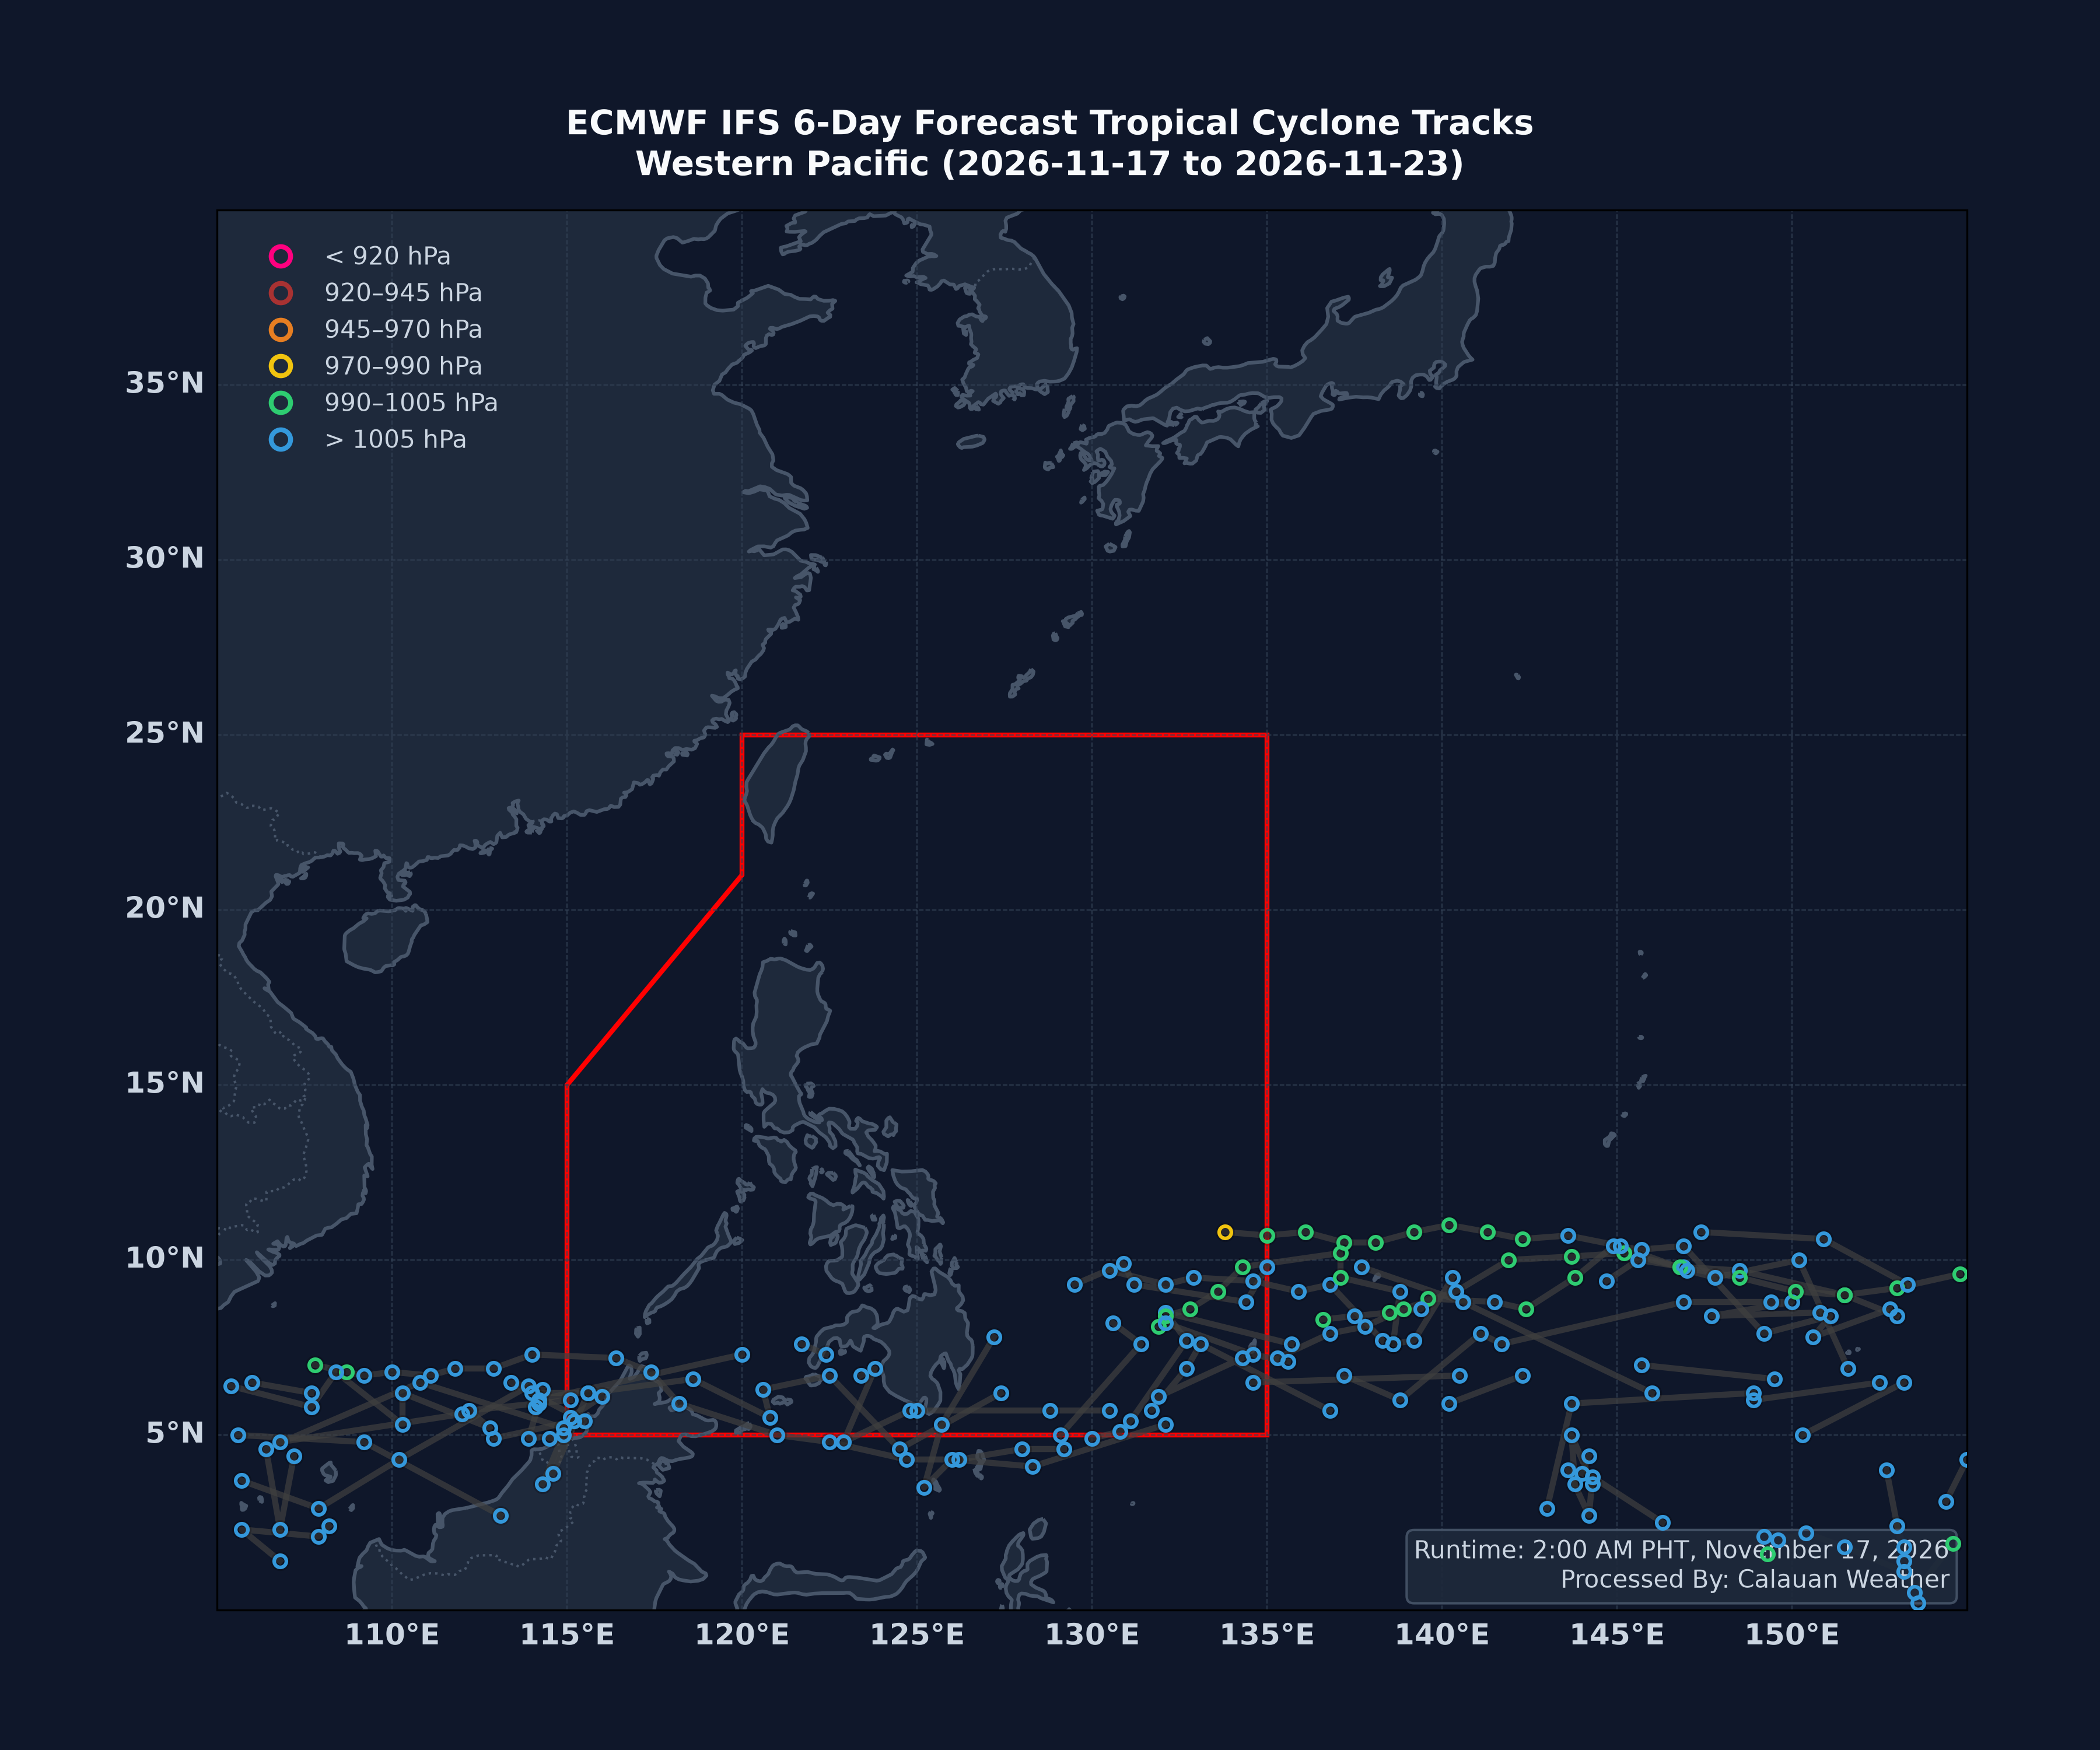 ECMWF IFS 6-Day Forecast Tropical Cyclone Tracks
Western Pacific (2026-11-17 to 2026-11-23)
< 920 hPa
920–945 hPa
945–970 hPa
970–990 hPa
990–1005 hPa
> 1005 hPa
35°N
30°N
25°N
20°N
15°N
10°N
5°N
Runtime: 2:00 AM PHT, November 17, 2026
Processed By: Calauan Weather
110°E 115°E 120°E 125°E 130°E 135°E 140°E 145°E 150°E